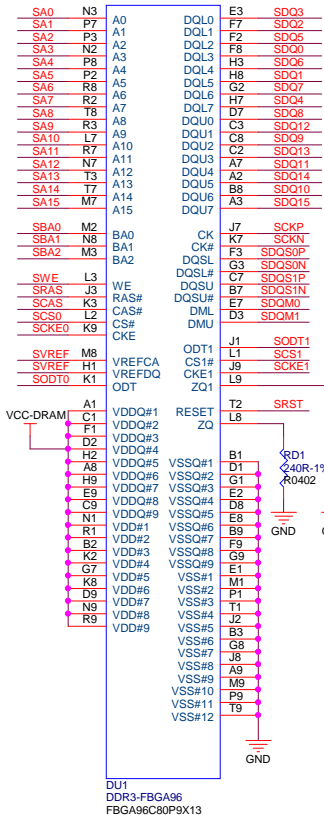 SA0 N3 A0 DQL0 E3 SDQ3
SA1 P7 A1 DQL1 F7 SDQ2
SA2 P3 A2 DQL2 F2 SDQ5
SA3 N2 A3 DQL3 F8 SDQ0
SA4 P8 A4 DQL4 H3 SDQ6
SA5 P2 A5 DQL5 H8 SDQ1
SA6 R8 A6 DQL6 G2 SDQ7
SA7 R2 A7 DQL7 H7 SDQ4
SA8 T8 A8 DQU0 D7 SDQ8
SA9 R3 A9 DQU1 C3 SDQ12
SA10 L7 A10 DQU2 C8 SDQ9
SA11 R7 A11 DQU3 C2 SDQ13
SA12 N7 A12 DQU4 A7 SDQ11
SA13 T3 A13 DQU5 A2 SDQ14
SA14 T7 A14 DQU6 B8 SDQ10
SA15 M7 A15 DQU7 A3 SDQ15
SBA0 M2 BA0 CK J7 SCKP
SBA1 N8 BA1 CK# K7 SCKN
SBA2 M3 BA2 DQSL F3 SDQS0P
DQSL# G3 SDQS0N
SWE L3 WE DQSU C7 SDQS1P
SRAS J3 RAS# DQSU# B7 SDQS1N
SCAS K3 CAS# DML E7 SDQM0
SCS0 L2 CS# DMU D3 SDQM1
SCKE0 K9 CKE
ODT1 J1 SODT1
SVREF M8 VREFCA CS1# L1 SCS1
SVREF H1 VREFDQ CKE1 J9 SCKE1
SODT0 K1 ODT ZQ1 L9
A1 VDDQ#1 RESET T2 SRST
VCC-DRAM C1 VDDQ#2 ZQ L8
F1 VDDQ#3
D2 VDDQ#4
H2 VDDQ#5 VSSQ#1 B1
A8 VDDQ#6 VSSQ#2 D1
H9 VDDQ#7 VSSQ#3 G1
E9 VDDQ#8 VSSQ#4 E2
C9 VDDQ#9 VSSQ#5 D8
N1 VDD#1 VSSQ#6 E8
R1 VDD#2 VSSQ#7 B9
B2 VDD#3 VSSQ#8 F9
K2 VDD#4 VSSQ#9 G9
G7 VDD#5 VSS#1 E1
K8 VDD#6 VSS#2 M1
D9 VDD#7 VSS#3 P1
N9 VDD#8 VSS#4 T1
R9 VDD#9 VSS#5 J2
VSS#6 B3
VSS#7 G8
VSS#8 J8
VSS#9 A9
VSS#10 M9
VSS#11 P9
VSS#12 T9
RD1
240R-1%
R0402
GND
GND
DU1
DDR3-FBGA96
FBGA96C80P9X13